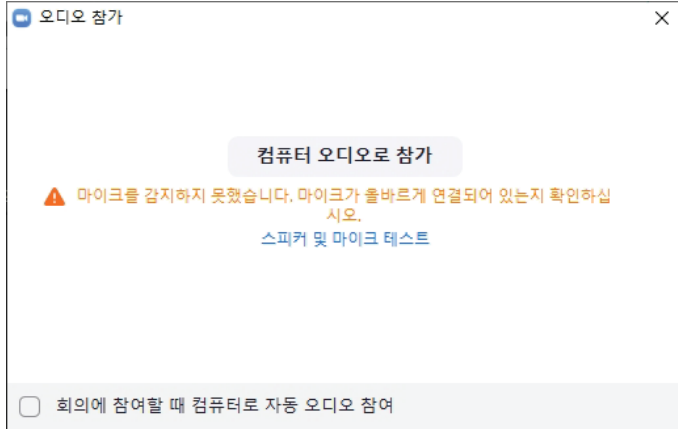 오디오 참가
컴퓨터 오디오로 참가
마이크를 감지하지 못했습니다. 마이크가 올바르게 연결되어 있는지 확인하십
시오.
스피커 및 마이크 테스트
회의에 참여할 때 컴퓨터로 자동 오디오 참여